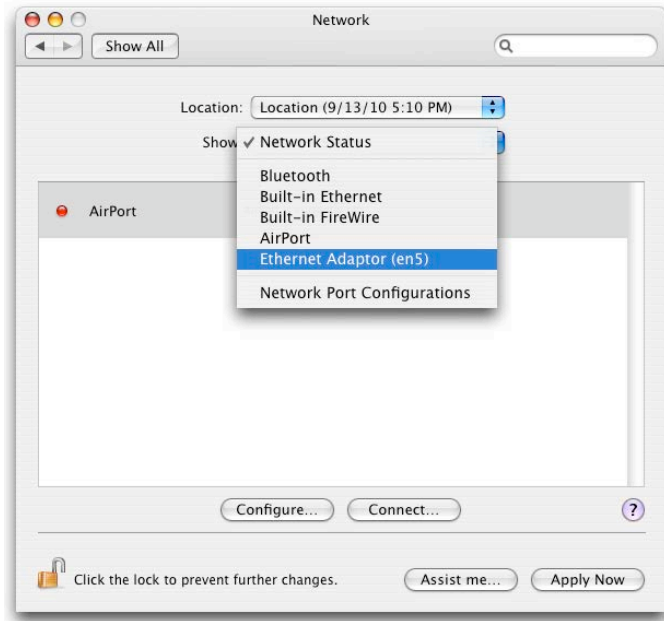 Network
Show All
Location: Location (9/13/10 5:10 PM)
Show ✓ Network Status
Bluetooth
Built-in Ethernet
Built-in FireWire
AirPort
AirPort
Ethernet Adaptor (en5)
Network Port Configurations
Configure... Connect... ?
Click the lock to prevent further changes. Assist me... Apply Now